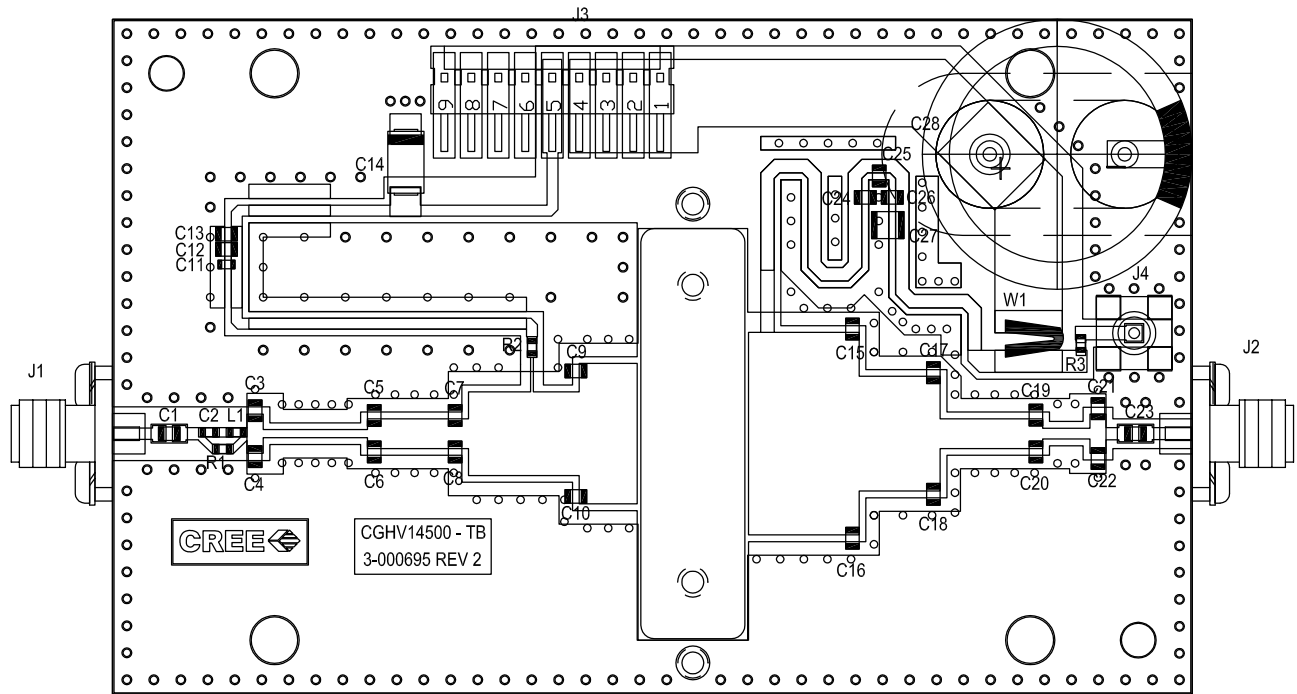 J3
9 8 7 6 5 4 3 2 1
C28
C14
C25
C24
C26
C27
C13
C12
C11
J4
W1
R2
C9
C15
C17
R3
J1
J2
C3
C5
C7
C19
C21
C1
C2
L1
C23
R1
C4
C6
C8
C10
C20
C22
C18
C16
CREE
CGHV14500 - TB
3-000695 REV 2